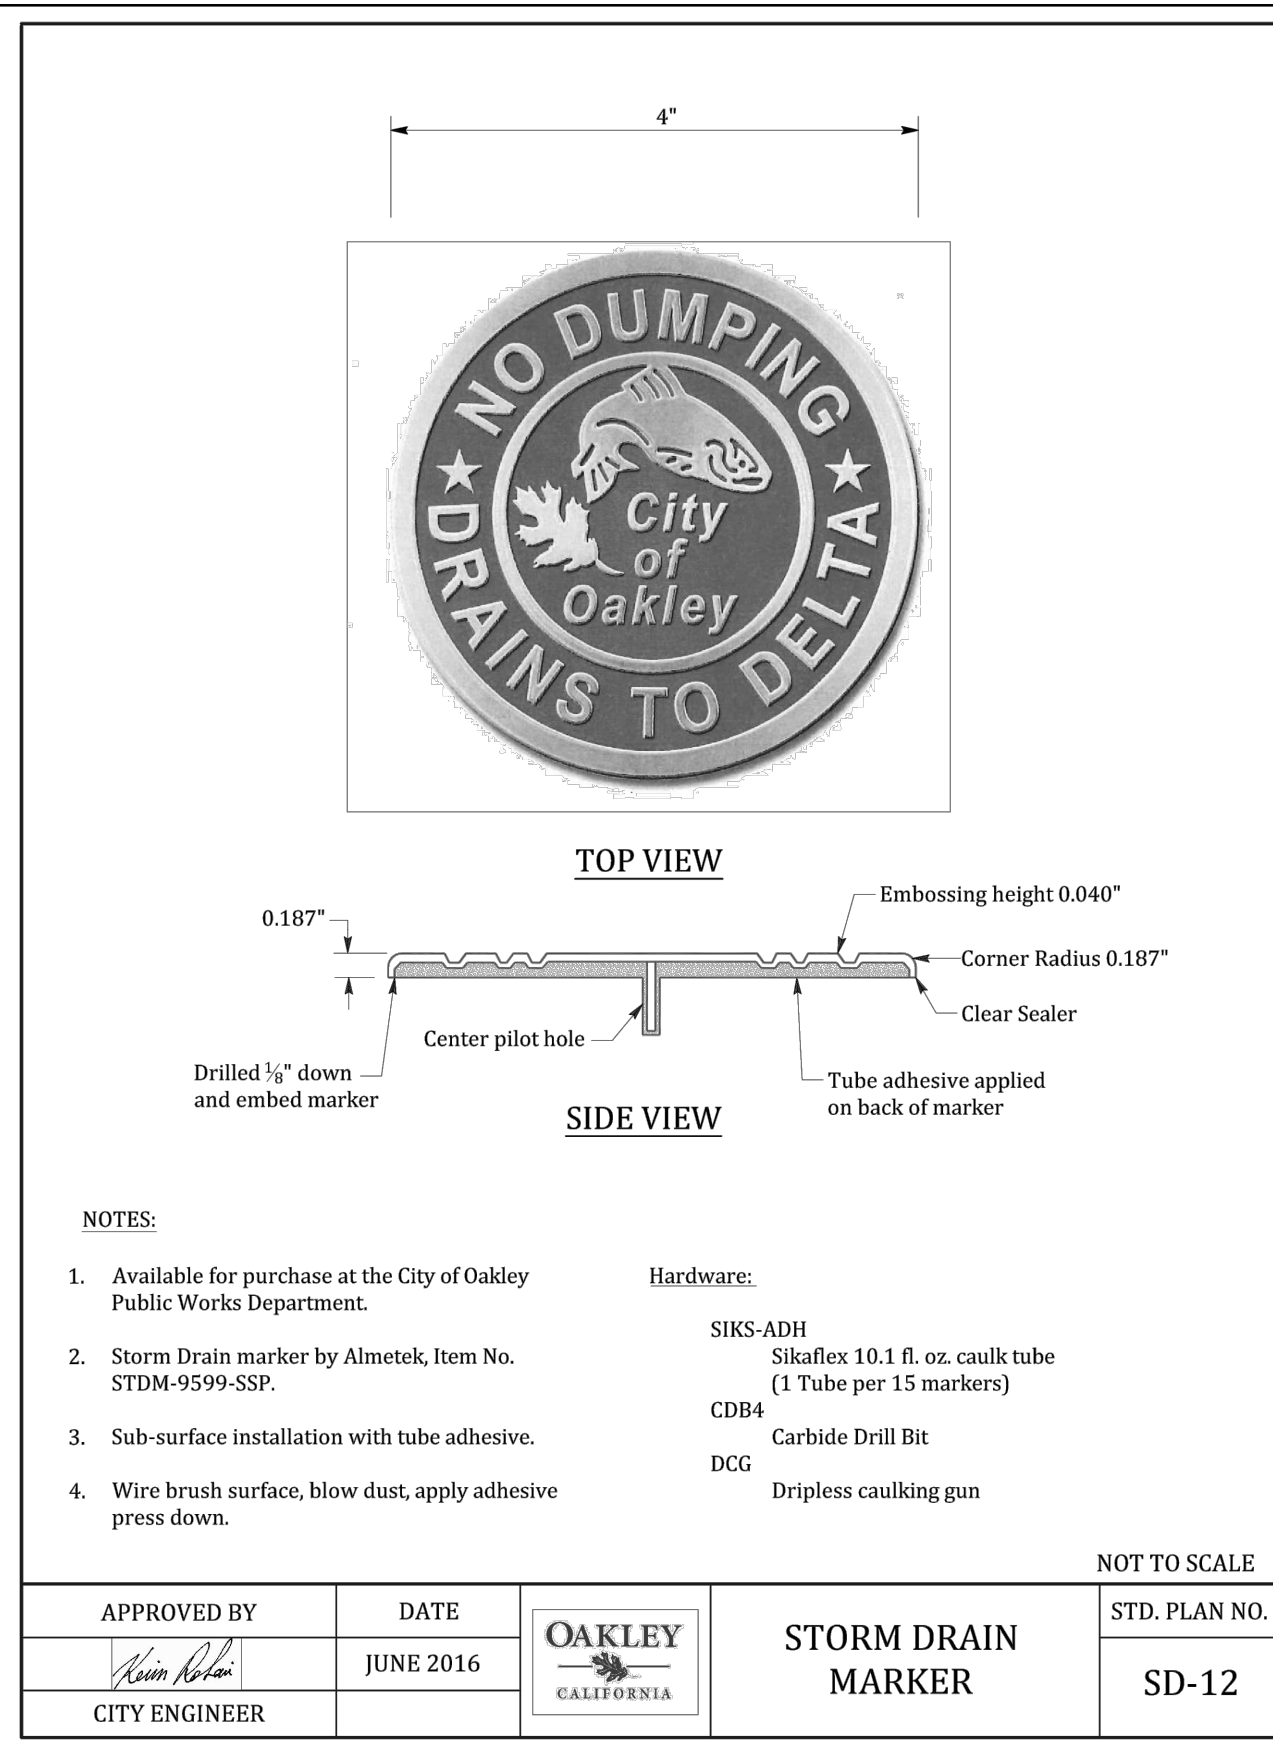 4"
NO DUMPING
DRAINS TO DELTA
City
of
Oakley
TOP VIEW
0.187"
Embossing height 0.040"
Corner Radius 0.187"
Clear Sealer
Center pilot hole
Drilled ⅛" down
and embed marker
Tube adhesive applied
on back of marker
SIDE VIEW
NOTES:
1. Available for purchase at the City of Oakley
Public Works Department.
2. Storm Drain marker by Almetek, Item No.
STDM-9599-SSP.
3. Sub-surface installation with tube adhesive.
4. Wire brush surface, blow dust, apply adhesive
press down.
Hardware:
SIKS-ADH
Sikaflex 10.1 fl. oz. caulk tube
(1 Tube per 15 markers)
CDB4
Carbide Drill Bit
DCG
Dripless caulking gun
NOT TO SCALE
APPROVED BY
Kevin
CITY ENGINEER
DATE
JUNE 2016
OAKLEY
CALIFORNIA
STORM DRAIN
MARKER
STD. PLAN NO.
SD-12